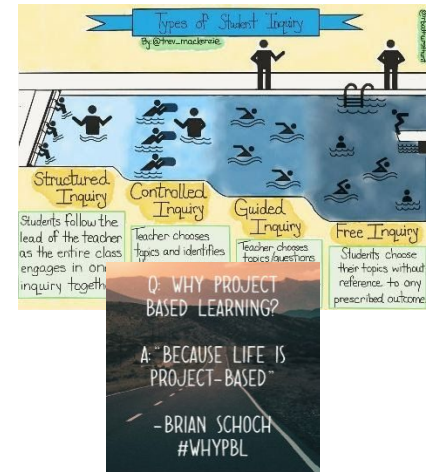 Types of Student Inquiry
By: @trev_mackenzie
Structured
Inquiry
Students follow the
lead of the teacher
as the entire class
engages in
inquiry
Controlled
Inquiry
Teacher chooses
topics and identifies
Guided
Inquiry
Teacher chooses
topics/questions
Free Inquiry
Students choose
their topics without
reference to any
prescribed outcome
Q: WHY PROJECT
BASED LEARNING?
A: "BECAUSE LIFE IS
PROJECT-BASED"
-BRIAN SCHOCH
#WHYPBL